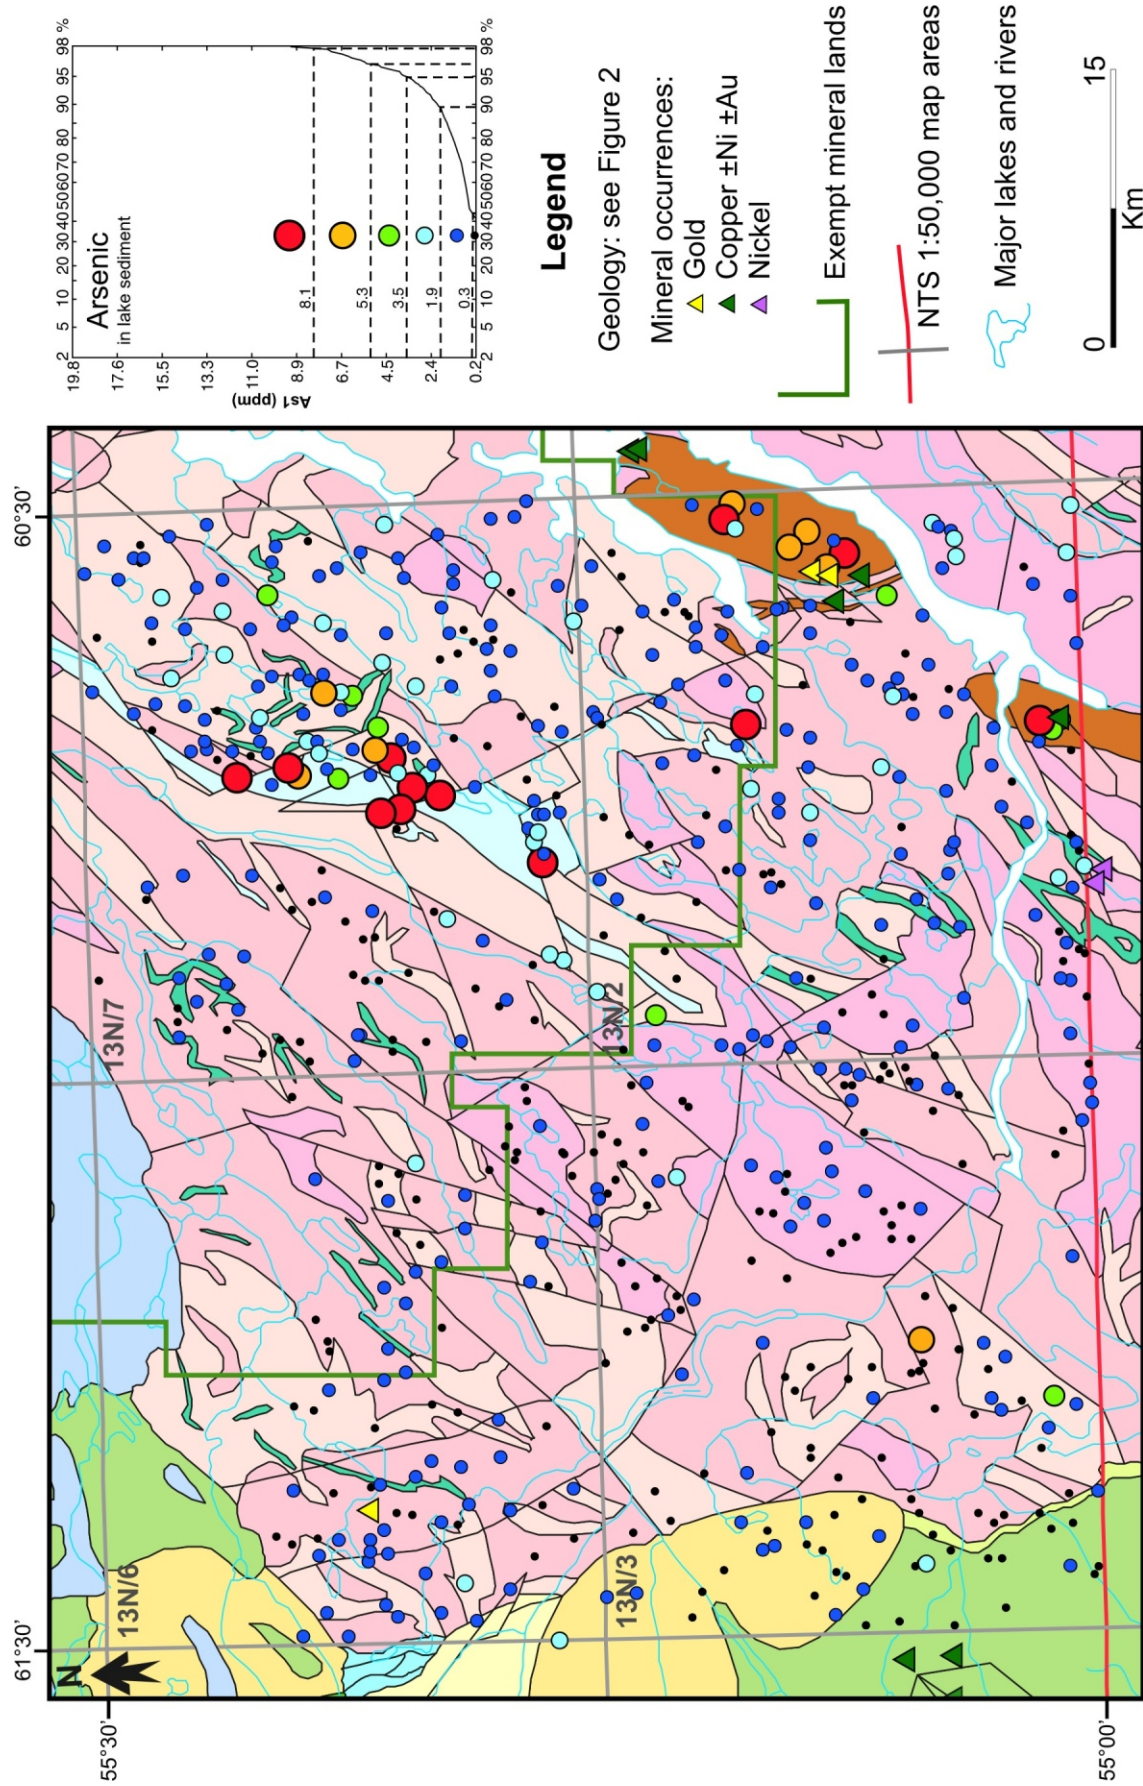 60°30'
61°30'
55°30'
55°00'
N
13N/6
13N/7
13N/3
13N/2
Arsenic
in lake sediment
As1 (ppm)
19.8
17.6
15.5
13.3
11.0
8.9
6.7
4.5
2.4
0.2
2 5 10 20 30 40 50 60 70 80 90 95 98 %
2 5 10 20 30 40 50 60 70 80 90 95 98 %
8.1
5.3
3.5
1.9
0.3
Legend
Geology: see Figure 2
Mineral occurrences:
Gold
Copper ±Ni ±Au
Nickel
Exempt mineral lands
NTS 1:50,000 map areas
Major lakes and rivers
0 15
Km